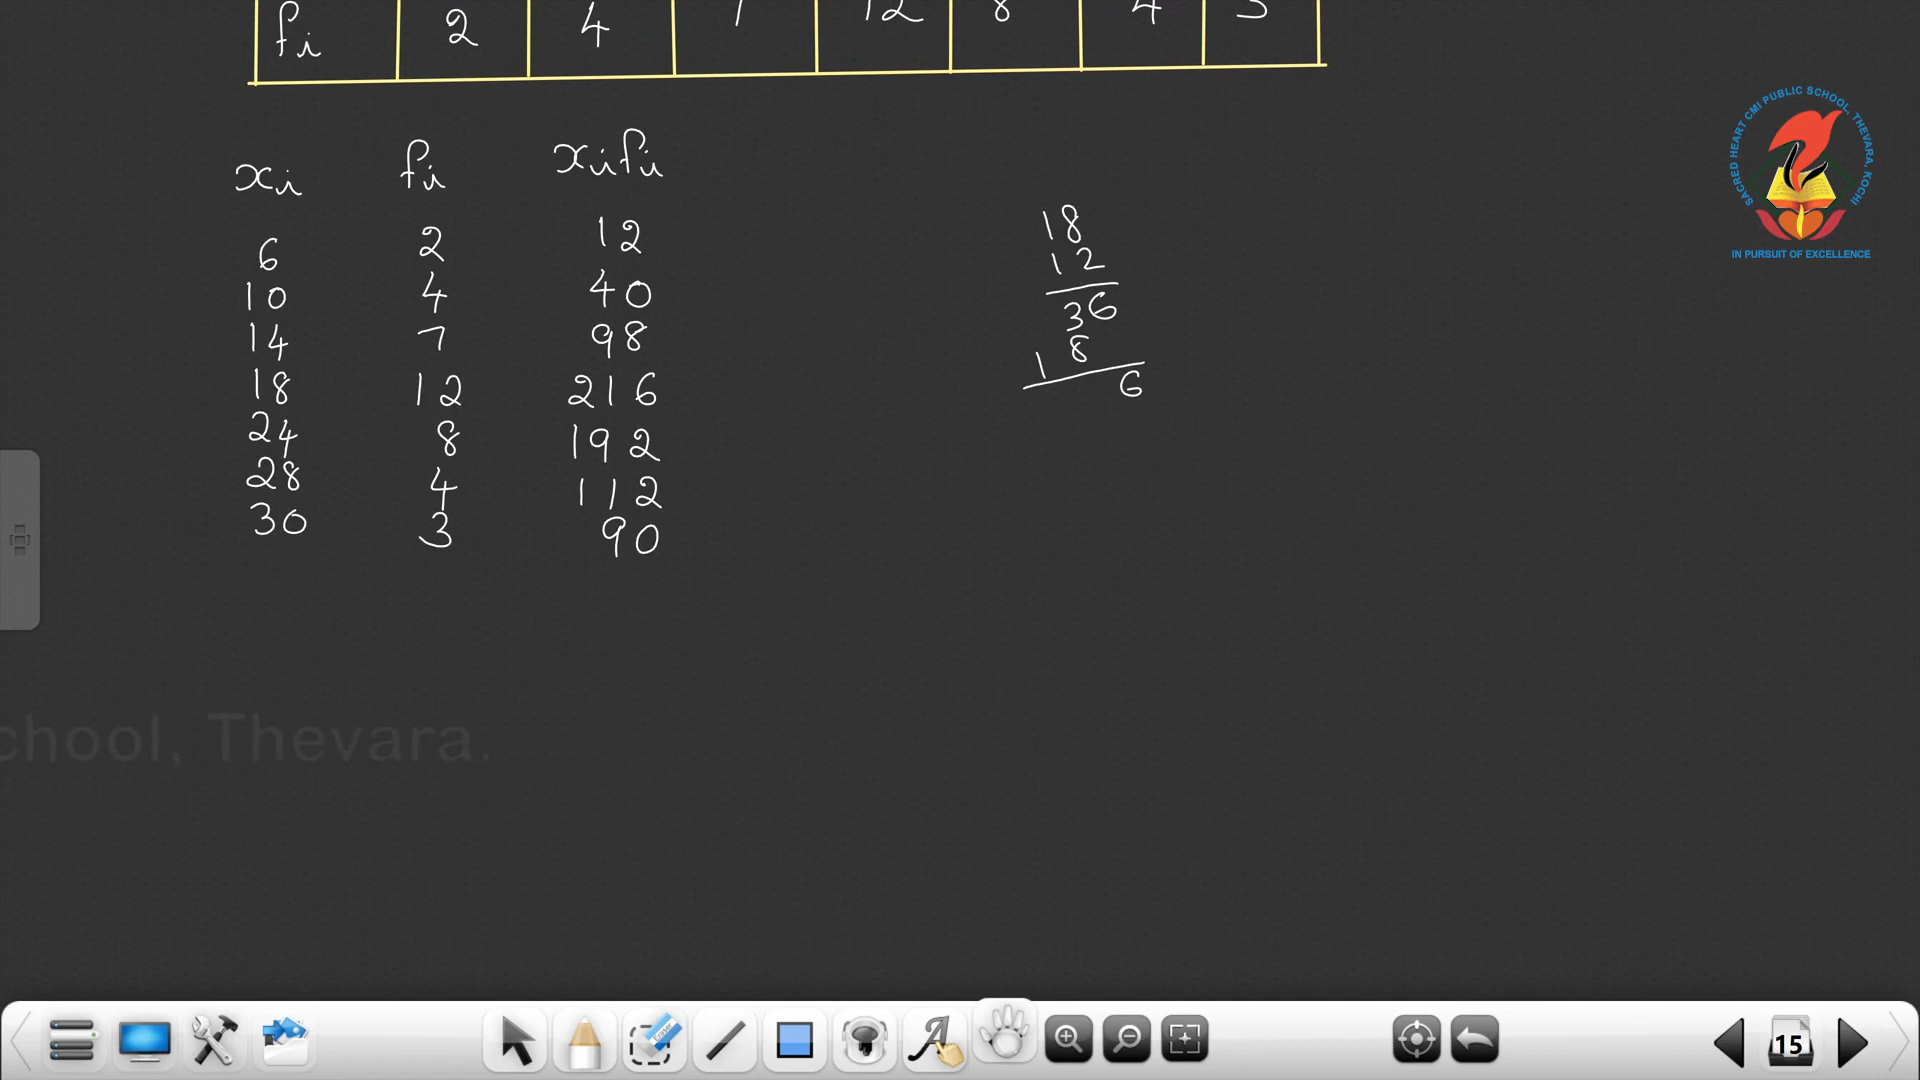 fi 2 4 7 12 8 4 3
xi fi xifi
6 2 12
10 4 40
14 7 98
18 12 216
24 8 192
28 4 112
30 3 90
18
12
36
18
6
SACRED HEART CMI PUBLIC SCHOOL, THEVARA, KOCHI
IN PURSUIT OF EXCELLENCE
chool, Thevara.
15